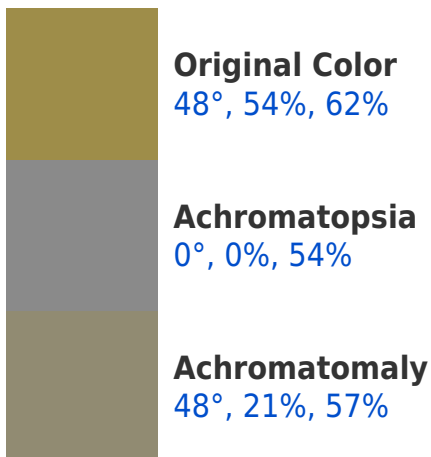 Original Color
48°, 54%, 62%
Achromatopsia
0°, 0%, 54%
Achromatomaly
48°, 21%, 57%